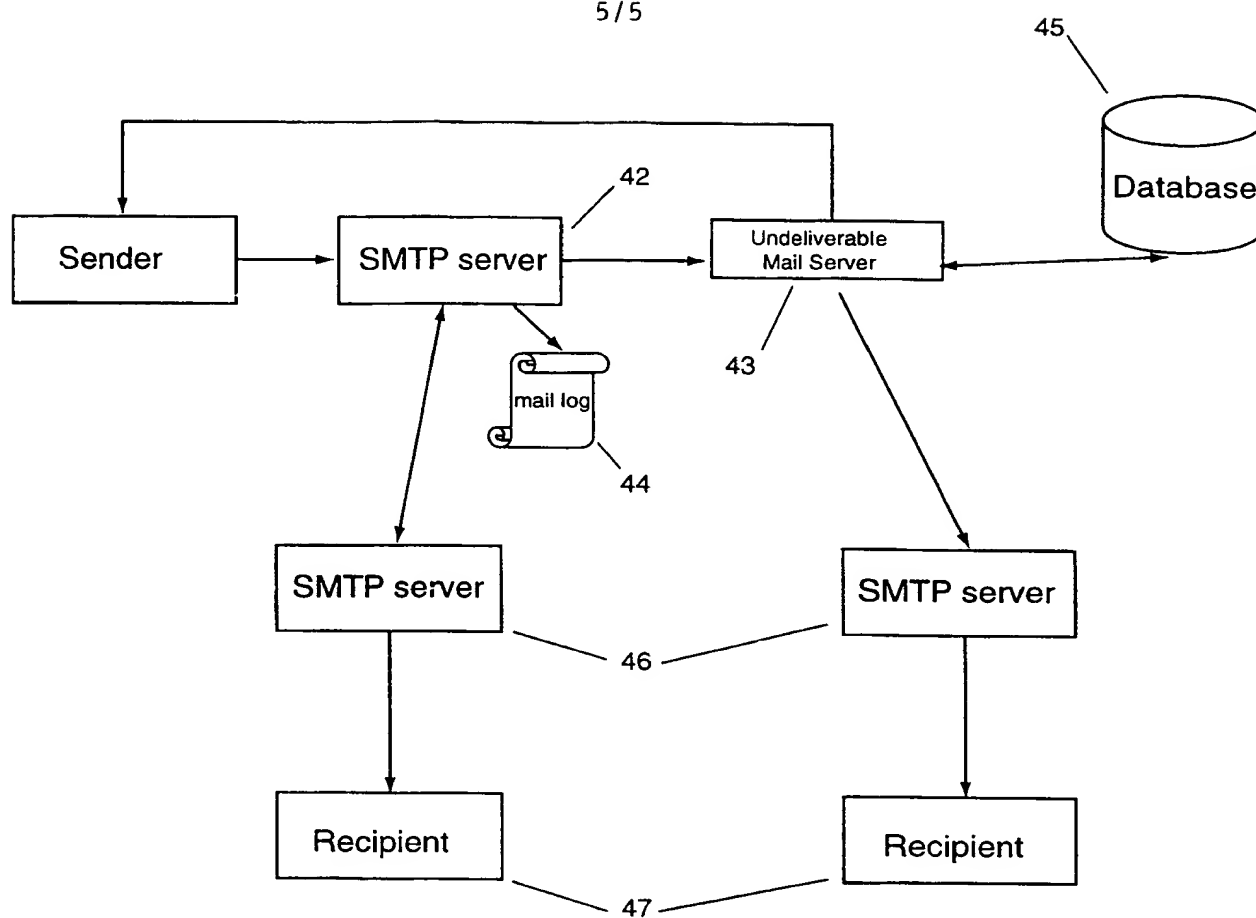 5/5
45
Database
42
Sender
SMTP server
Undeliverable
Mail Server
43
mail log
44
SMTP server
SMTP server
46
Recipient
Recipient
47